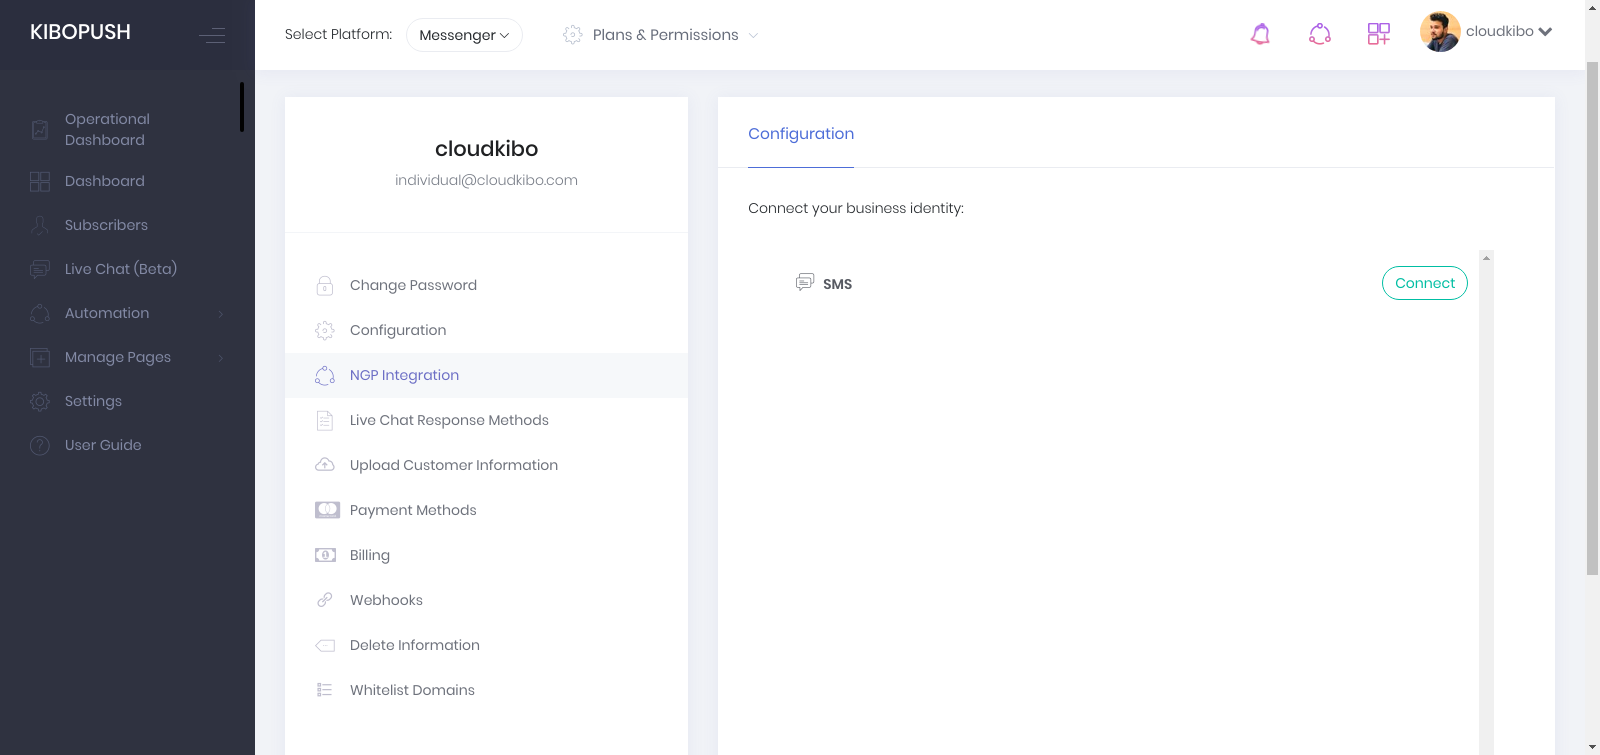 KIBOPUSH
Select Platform:
Messenger
Plans & Permissions
cloudkibo
Operational
Dashboard
Dashboard
Subscribers
Live Chat (Beta)
Automation
Manage Pages
Settings
User Guide
cloudkibo
individual@cloudkibo.com
Change Password
Configuration
NGP Integration
Live Chat Response Methods
Upload Customer Information
Payment Methods
Billing
Webhooks
Delete Information
Whitelist Domains
Configuration
Connect your business identity:
SMS
Connect